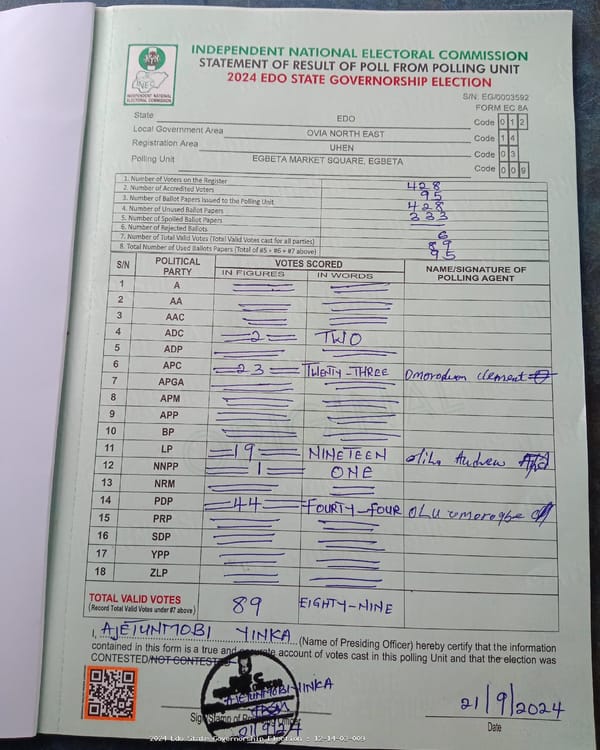 INDEPENDENT NATIONAL ELECTORAL COMMISSION
STATEMENT OF RESULT OF POLL FROM POLLING UNIT
2024 EDO STATE GOVERNORSHIP ELECTION
INEC
INDEPENDENT NATIONAL
ELECTORAL COMMISSION
S/N. EG/0003592
FORM EC 8A
State EDO Code 0 1 2
Local Government Area OVIA NORTH EAST Code 1 4
Registration Area UHEN Code 0 3
Polling Unit EGBETA MARKET SQUARE, EGBETA Code 0 0 9
1. Number of Voters on the Register 428
2. Number of Accredited Voters 95
3. Number of Ballot Papers Issued to the Polling Unit 428
4. Number of Unused Ballot Papers 333
5. Number of Spoiled Ballot Papers
6. Number of Rejected Ballots 6
7. Number of Total Valid Votes (Total Valid Votes cast for all parties) 89
8. Total Number of Used Ballots Papers (Total of #5 + #6 + #7 above) 95
S/N POLITICAL PARTY VOTES SCORED NAME/SIGNATURE OF POLLING AGENT
IN FIGURES IN WORDS
1 A
2 AA
3 AAC
4 ADC 2 TWO
5 ADP
6 APC 23 TWENTY-THREE Omorodion Clement
7 APGA
8 APM
9 APP
10 BP
11 LP 19 NINETEEN Andrew
12 NNPP 1 ONE
13 NRM
14 PDP 44 FOURTY-FOUR OLU omoregbe
15 PRP
16 SDP
17 YPP
18 ZLP
TOTAL VALID VOTES 89 EIGHTY-NINE
(Record Total Valid Votes under #7 above)
I, AJETUNMOBI YINKA (Name of Presiding Officer) hereby certify that the information
contained in this form is a true and accurate account of votes cast in this polling Unit and that the election was
CONTESTED/NOT CONTESTED
AJETUNMOBI YINKA
21/9/2024
Date
2024 Edo State Governorship Election : 12-14-03-009